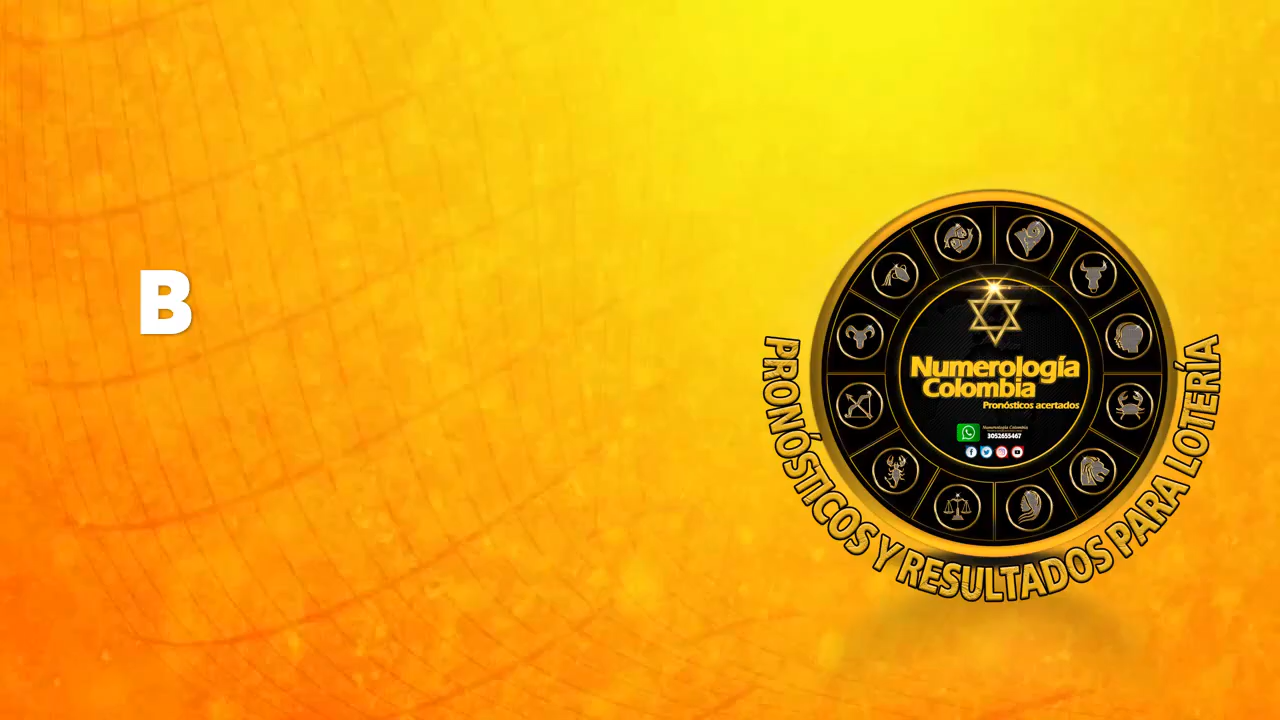 B
Numerología
Colombia
Pronósticos acertados
Numerología Colombia
3052655467
PRONÓSTICOS Y RESULTADOS PARA LOTERÍA